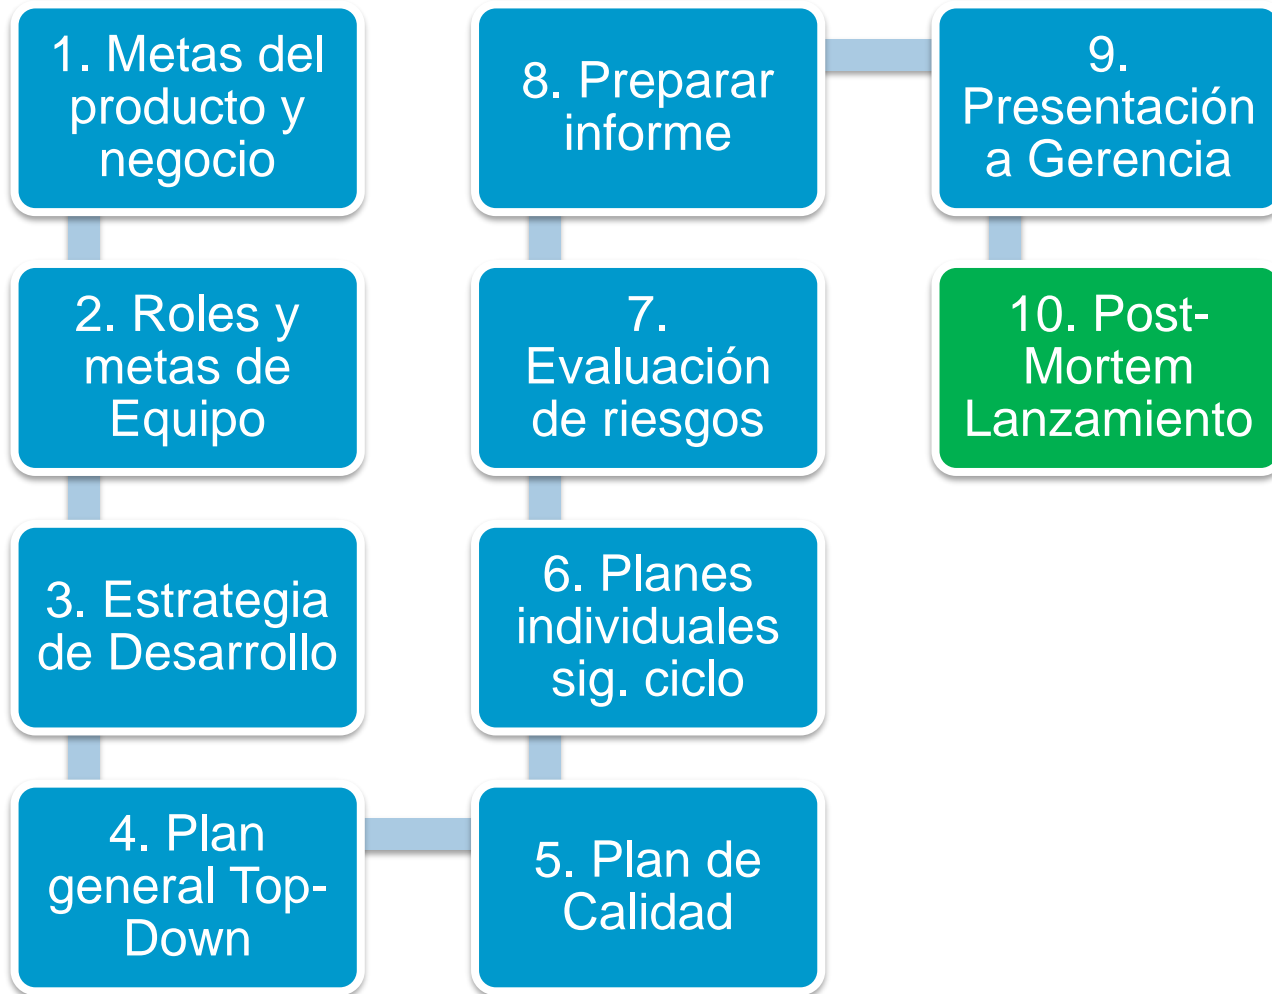 1. Metas del
producto y
negocio
2. Roles y
metas de
Equipo
3. Estrategia
de Desarrollo
4. Plan
general Top-
Down
5. Plan de
Calidad
6. Planes
individuales
sig. ciclo
7.
Evaluación
de riesgos
8. Preparar
informe
9.
Presentación
a Gerencia
10. Post-
Mortem
Lanzamiento